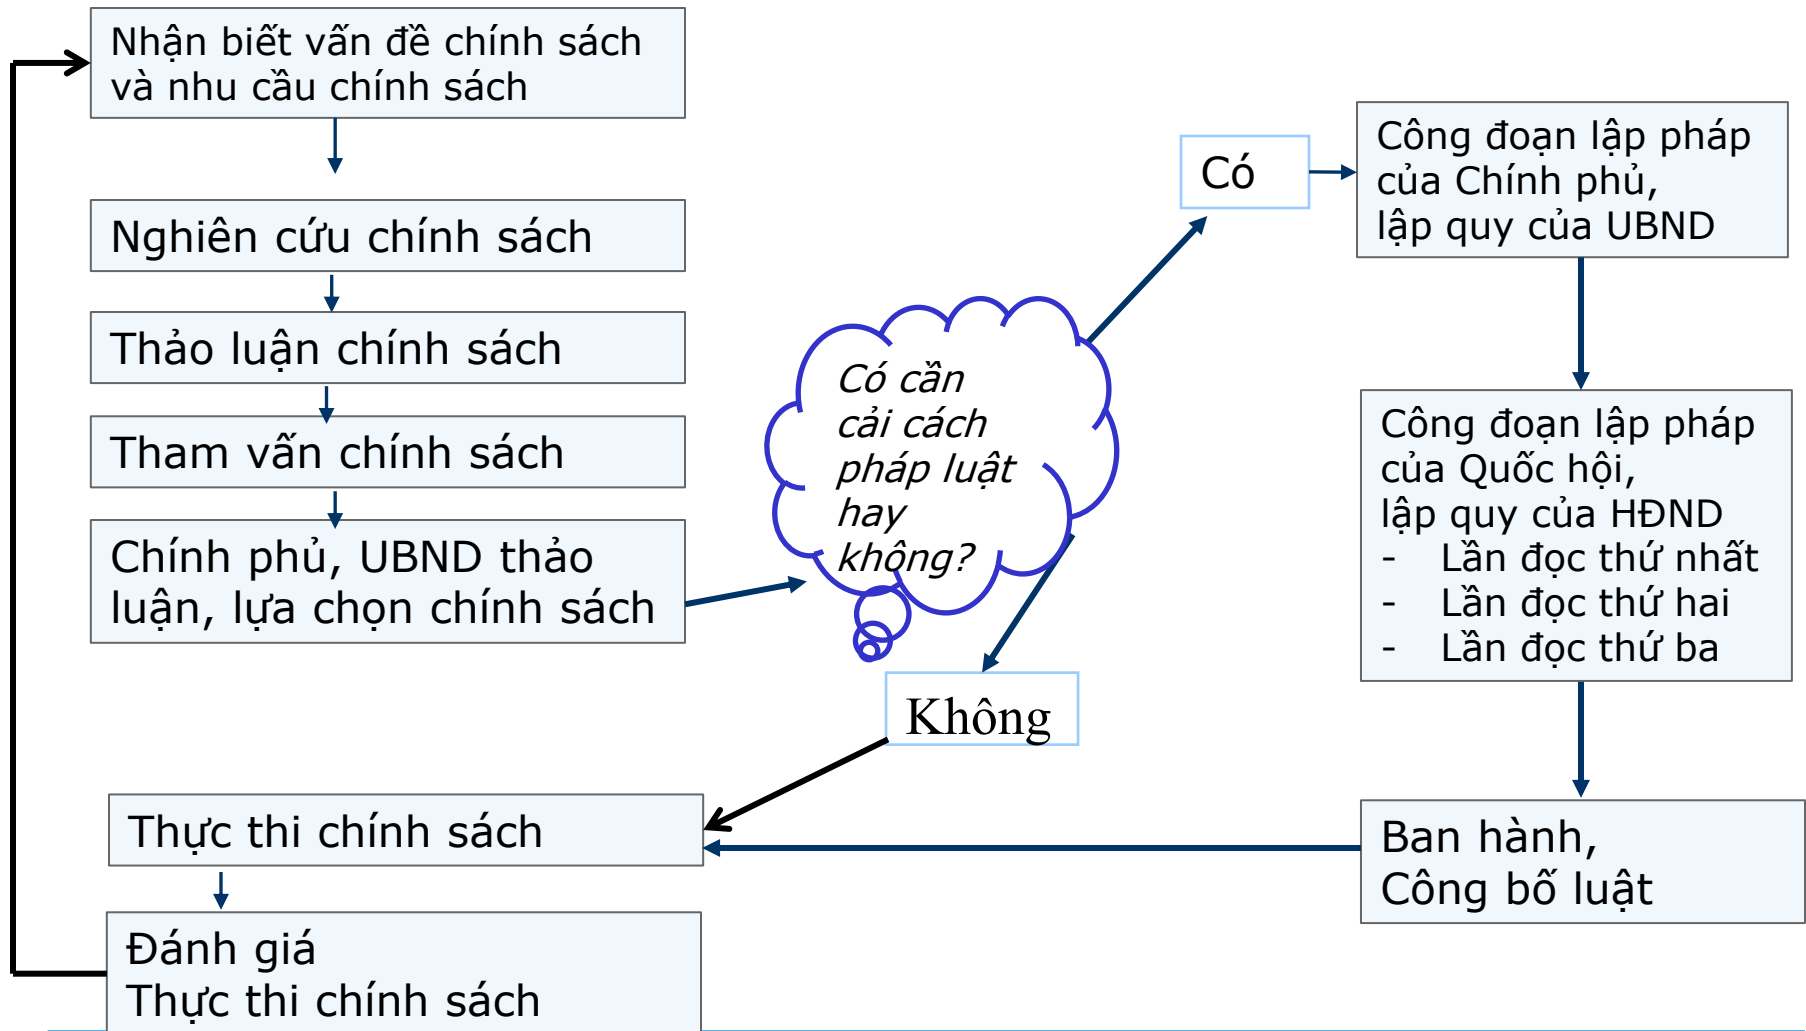 Nhận biết vấn đề chính sách
và nhu cầu chính sách
Nghiên cứu chính sách
Thảo luận chính sách
Tham vấn chính sách
Chính phủ, UBND thảo
luận, lựa chọn chính sách
Có cần
cải cách
pháp luật
hay
không?
Có
Công đoạn lập pháp
của Chính phủ,
lập quy của UBND
Công đoạn lập pháp
của Quốc hội,
lập quy của HĐND
- Lần đọc thứ nhất
- Lần đọc thứ hai
- Lần đọc thứ ba
Ban hành,
Công bố luật
Không
Thực thi chính sách
Đánh giá
Thực thi chính sách